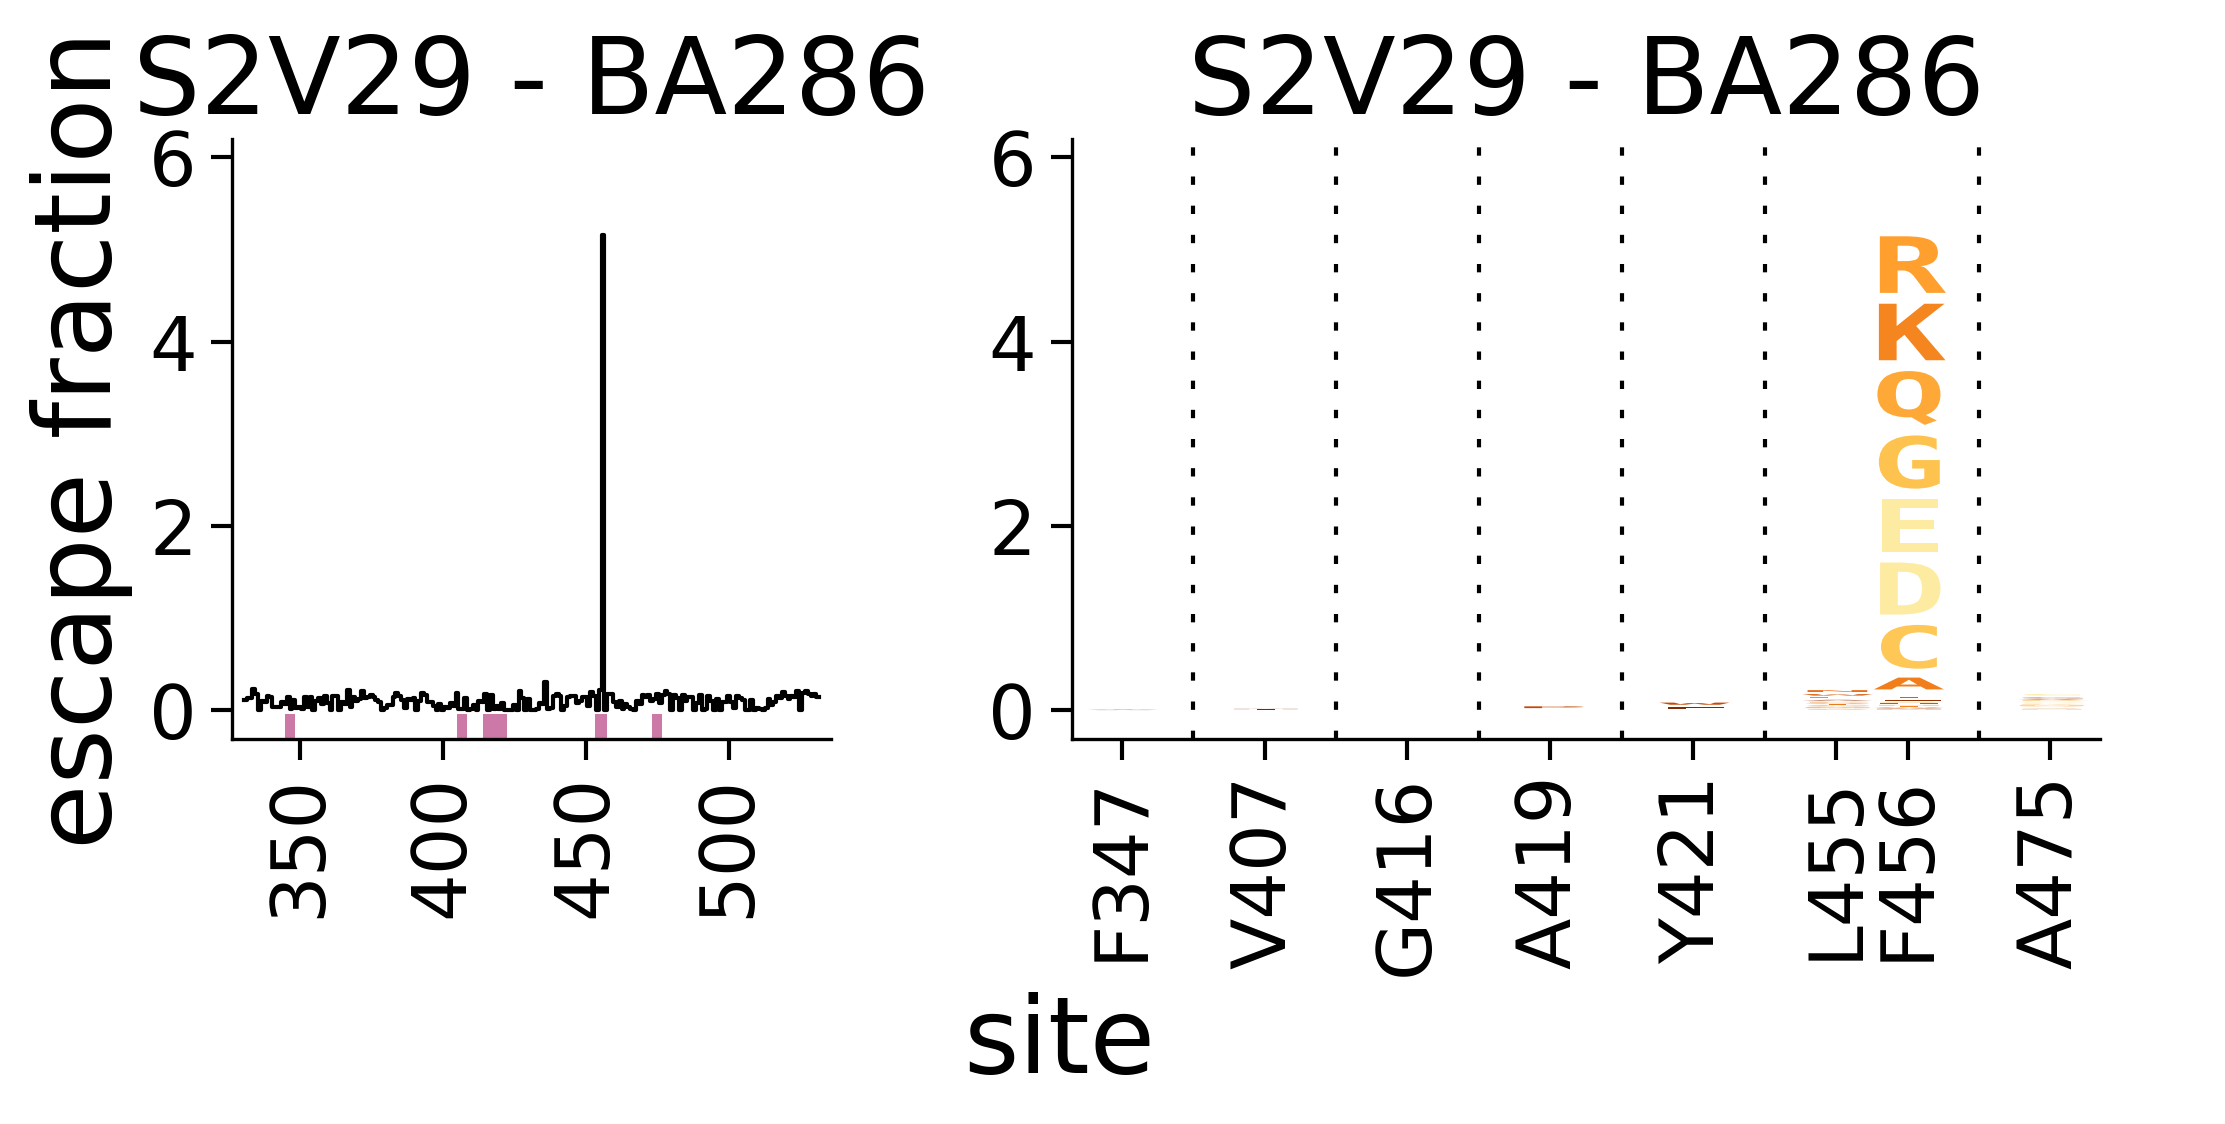 S2V29 - BA286
S2V29 - BA286
escape fraction
6
4
2
0
350
400
450
500
6
4
2
0
R
K
Q
G
E
D
C
A
F347
V407
G416
A419
Y421
L455
F456
A475
site